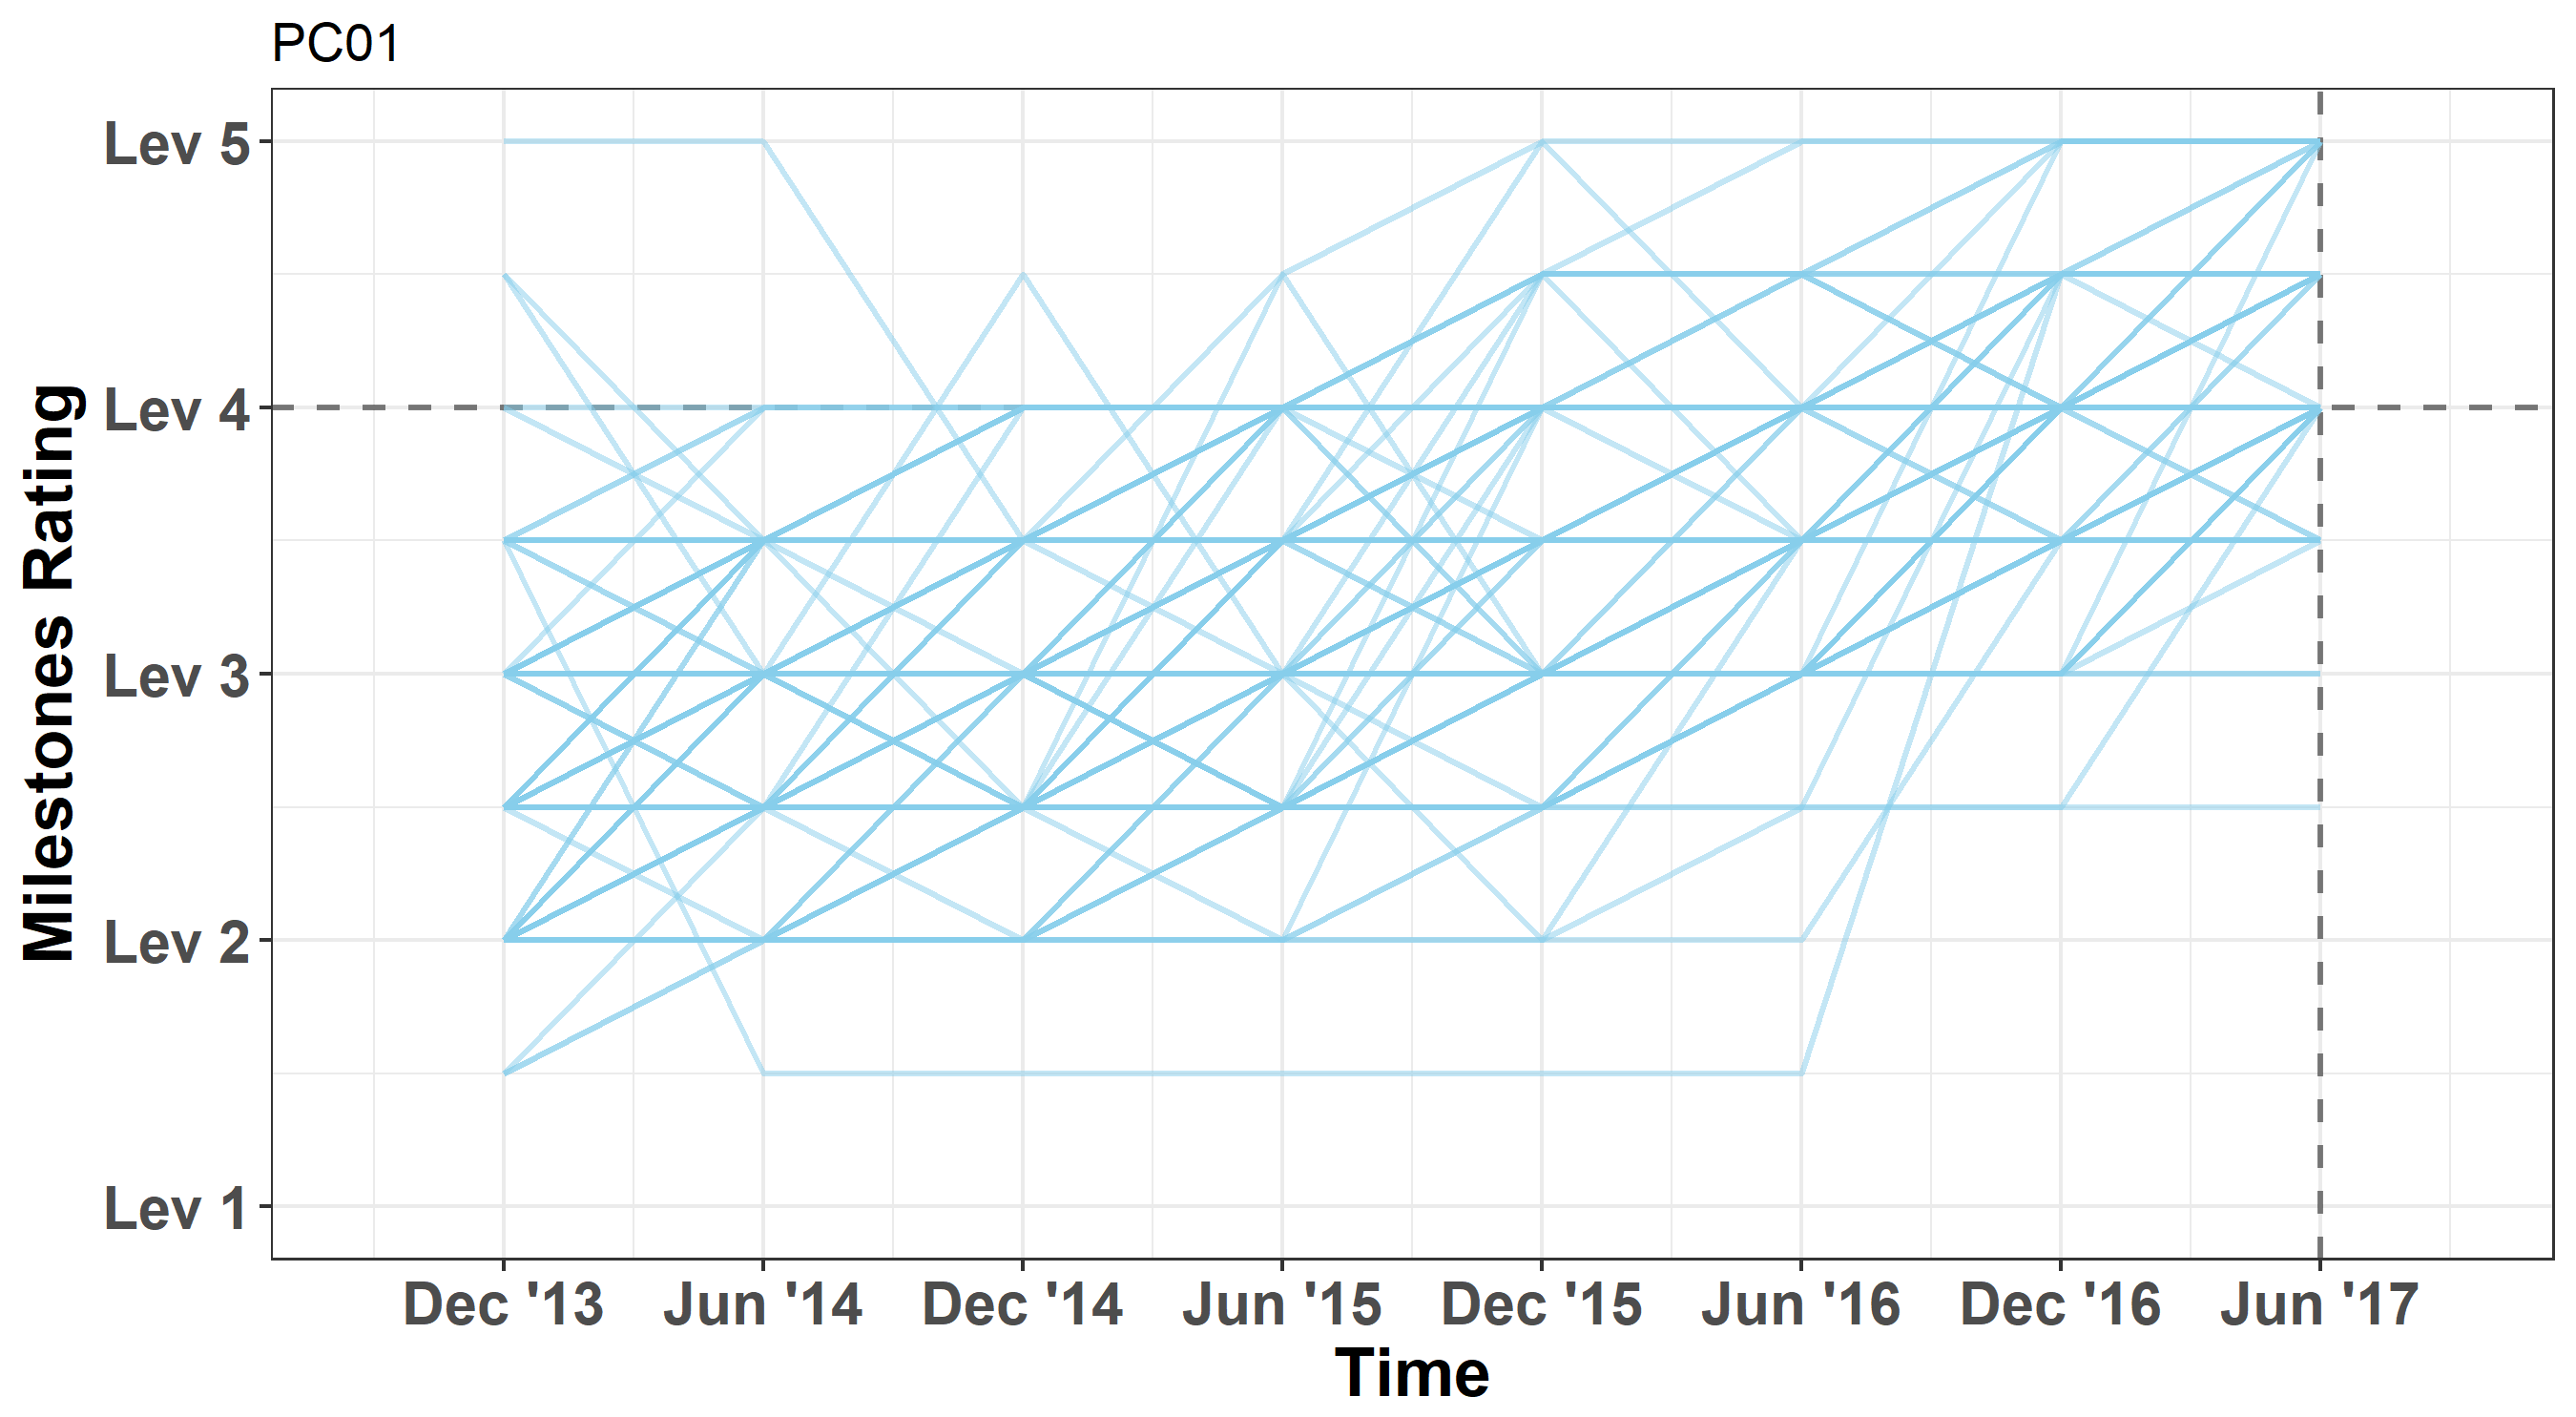 PC01
Milestones Rating
Lev 5
Lev 4
Lev 3
Lev 2
Lev 1
Dec '13 Jun '14 Dec '14 Jun '15 Dec '15 Jun '16 Dec '16 Jun '17
Time